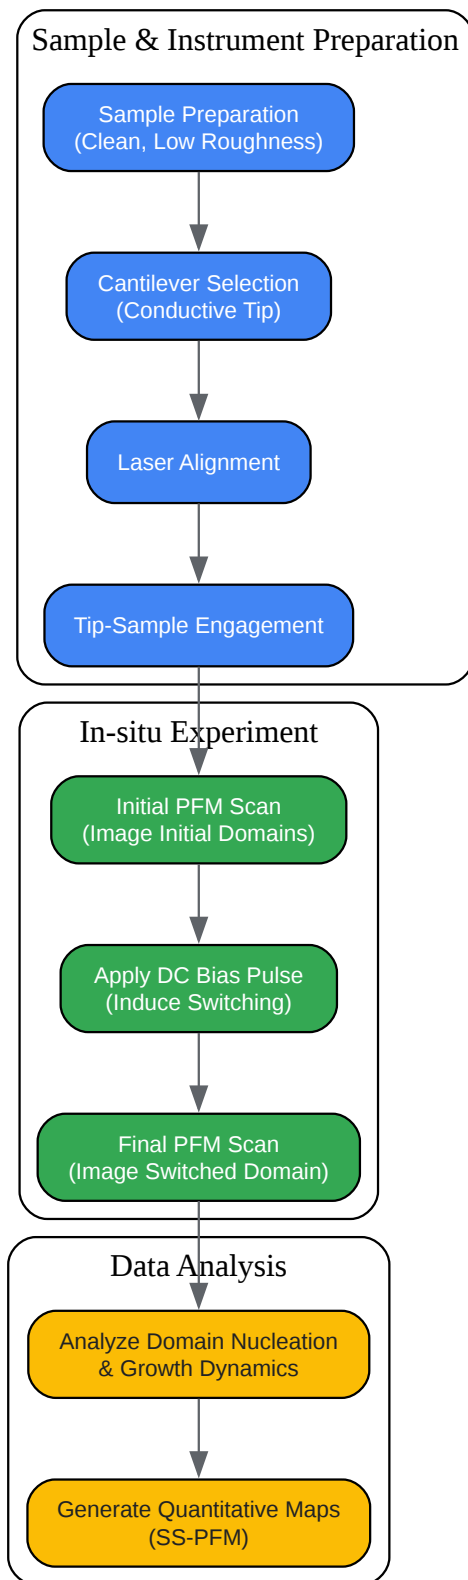 Sample & Instrument Preparation
Sample Preparation
(Clean, Low Roughness)
Cantilever Selection
(Conductive Tip)
Laser Alignment
Tip-Sample Engagement
In-situ Experiment
Initial PFM Scan
(Image Initial Domains)
Apply DC Bias Pulse
(Induce Switching)
Final PFM Scan
(Image Switched Domain)
Data Analysis
Analyze Domain Nucleation
& Growth Dynamics
Generate Quantitative Maps
(SS-PFM)